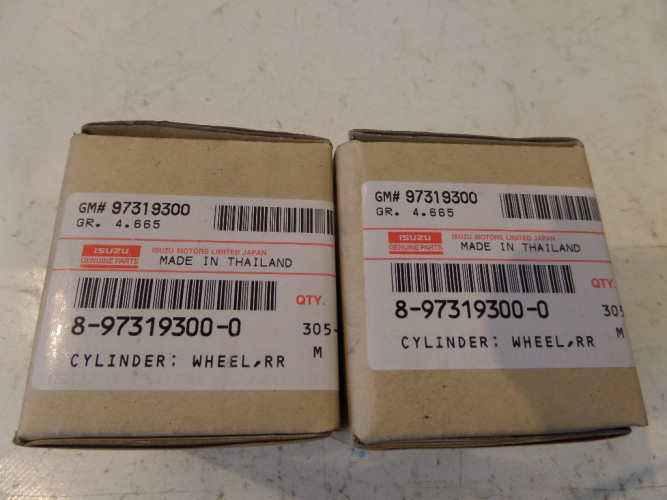 GM# 97319300
GR. 4.665
ISUZU
GENUINE PARTS
ISUZU MOTORS LIMITED JAPAN
MADE IN THAILAND
QTY.
8-97319300-0
305-
M
CYLINDER: WHEEL,RR
GM# 97319300
GR. 4.665
ISUZU
GENUINE PARTS
ISUZU MOTORS LIMITED JAPAN
MADE IN THAILAND
QTY.
8-97319300-0
305
M
CYLINDER: WHEEL,RR